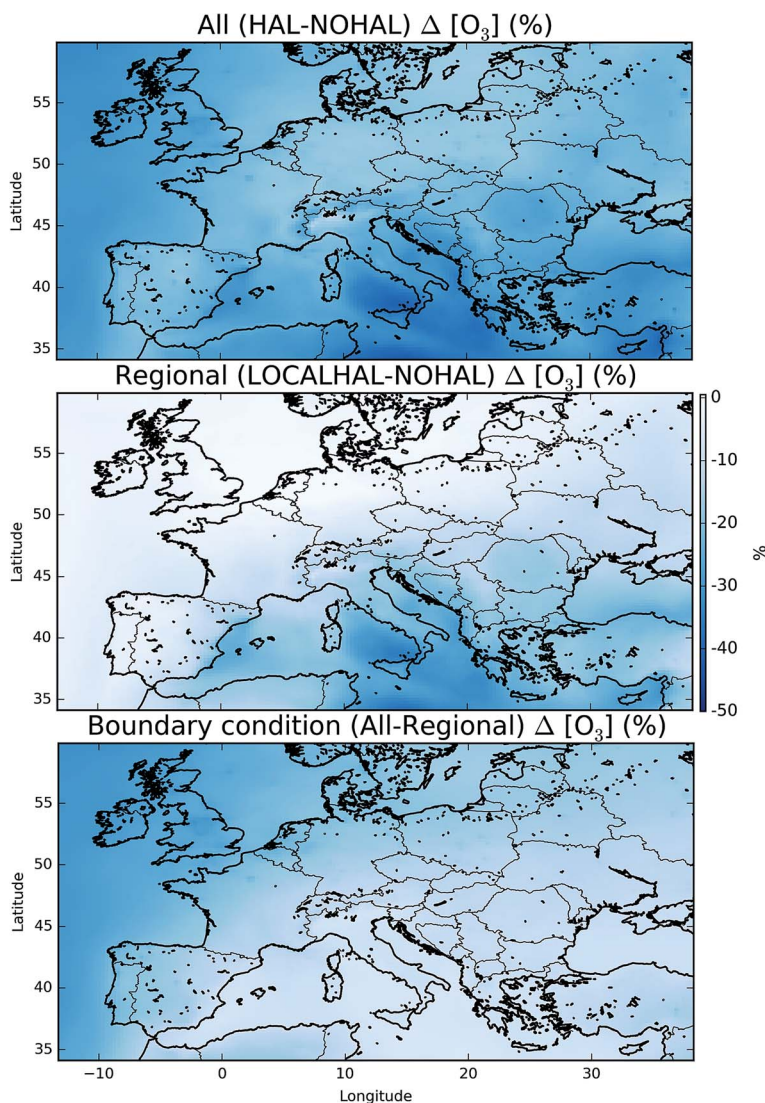 All (HAL-NOHAL) Δ [O₃] (%)
55
50
45
40
35
Latitude
Regional (LOCALHAL-NOHAL) Δ [O₃] (%)
55
50
45
40
35
Latitude
0
-10
-20
-30
-40
-50
%
Boundary condition (All-Regional) Δ [O₃] (%)
55
50
45
40
35
Latitude
−10 0 10 20 30
Longitude